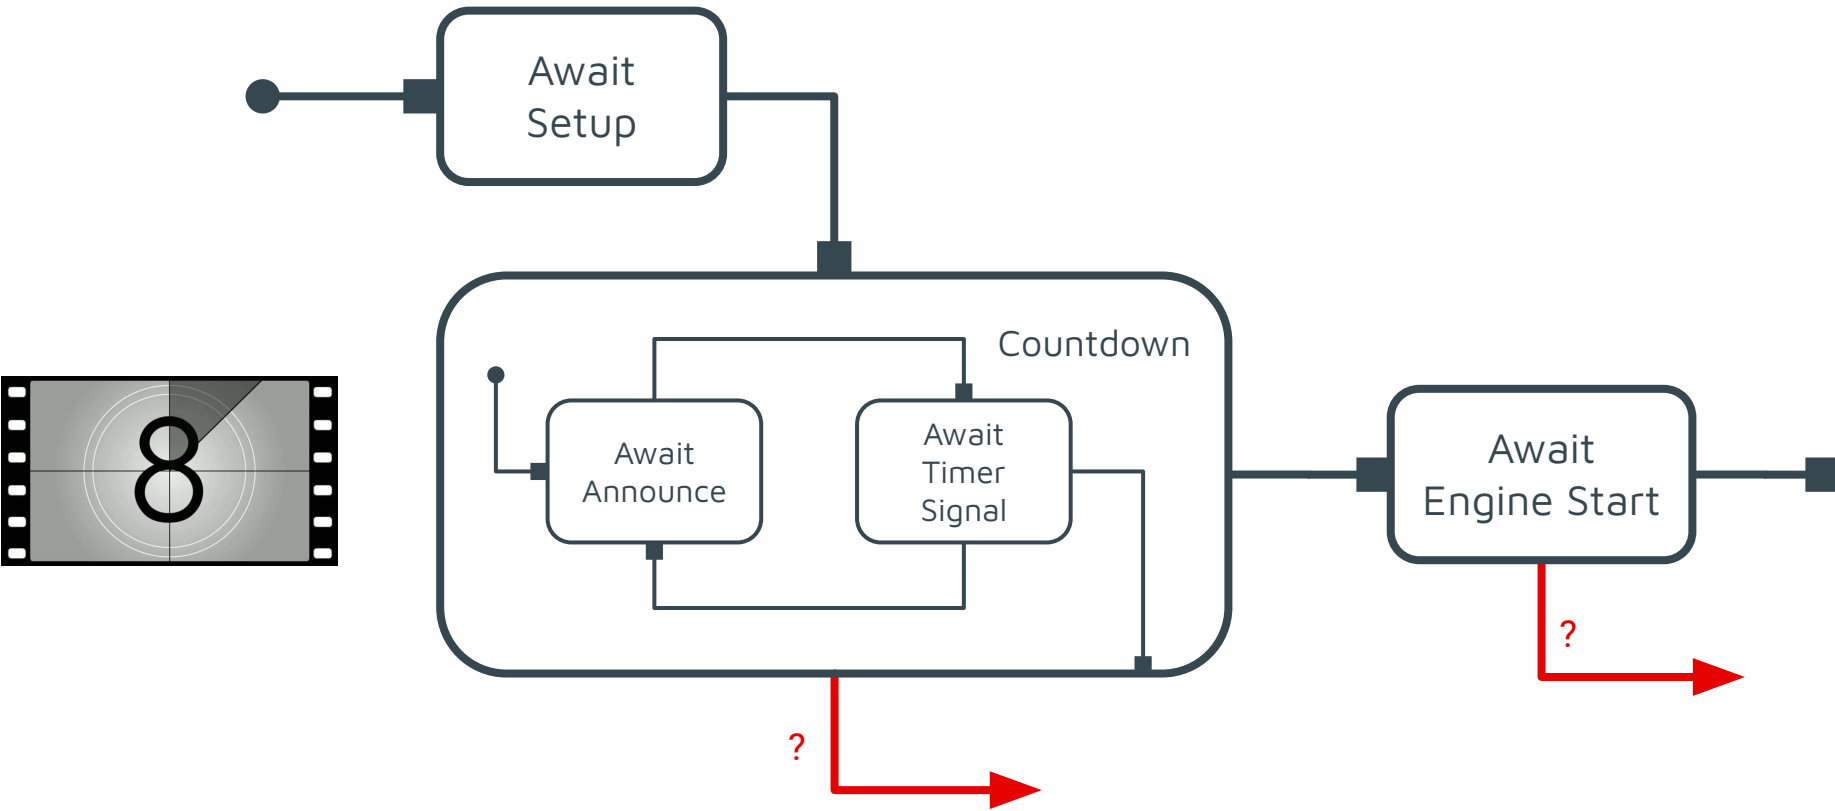 Await
Setup
Countdown
8
Await
Announce
Await
Timer
Signal
Await
Engine Start
?
?